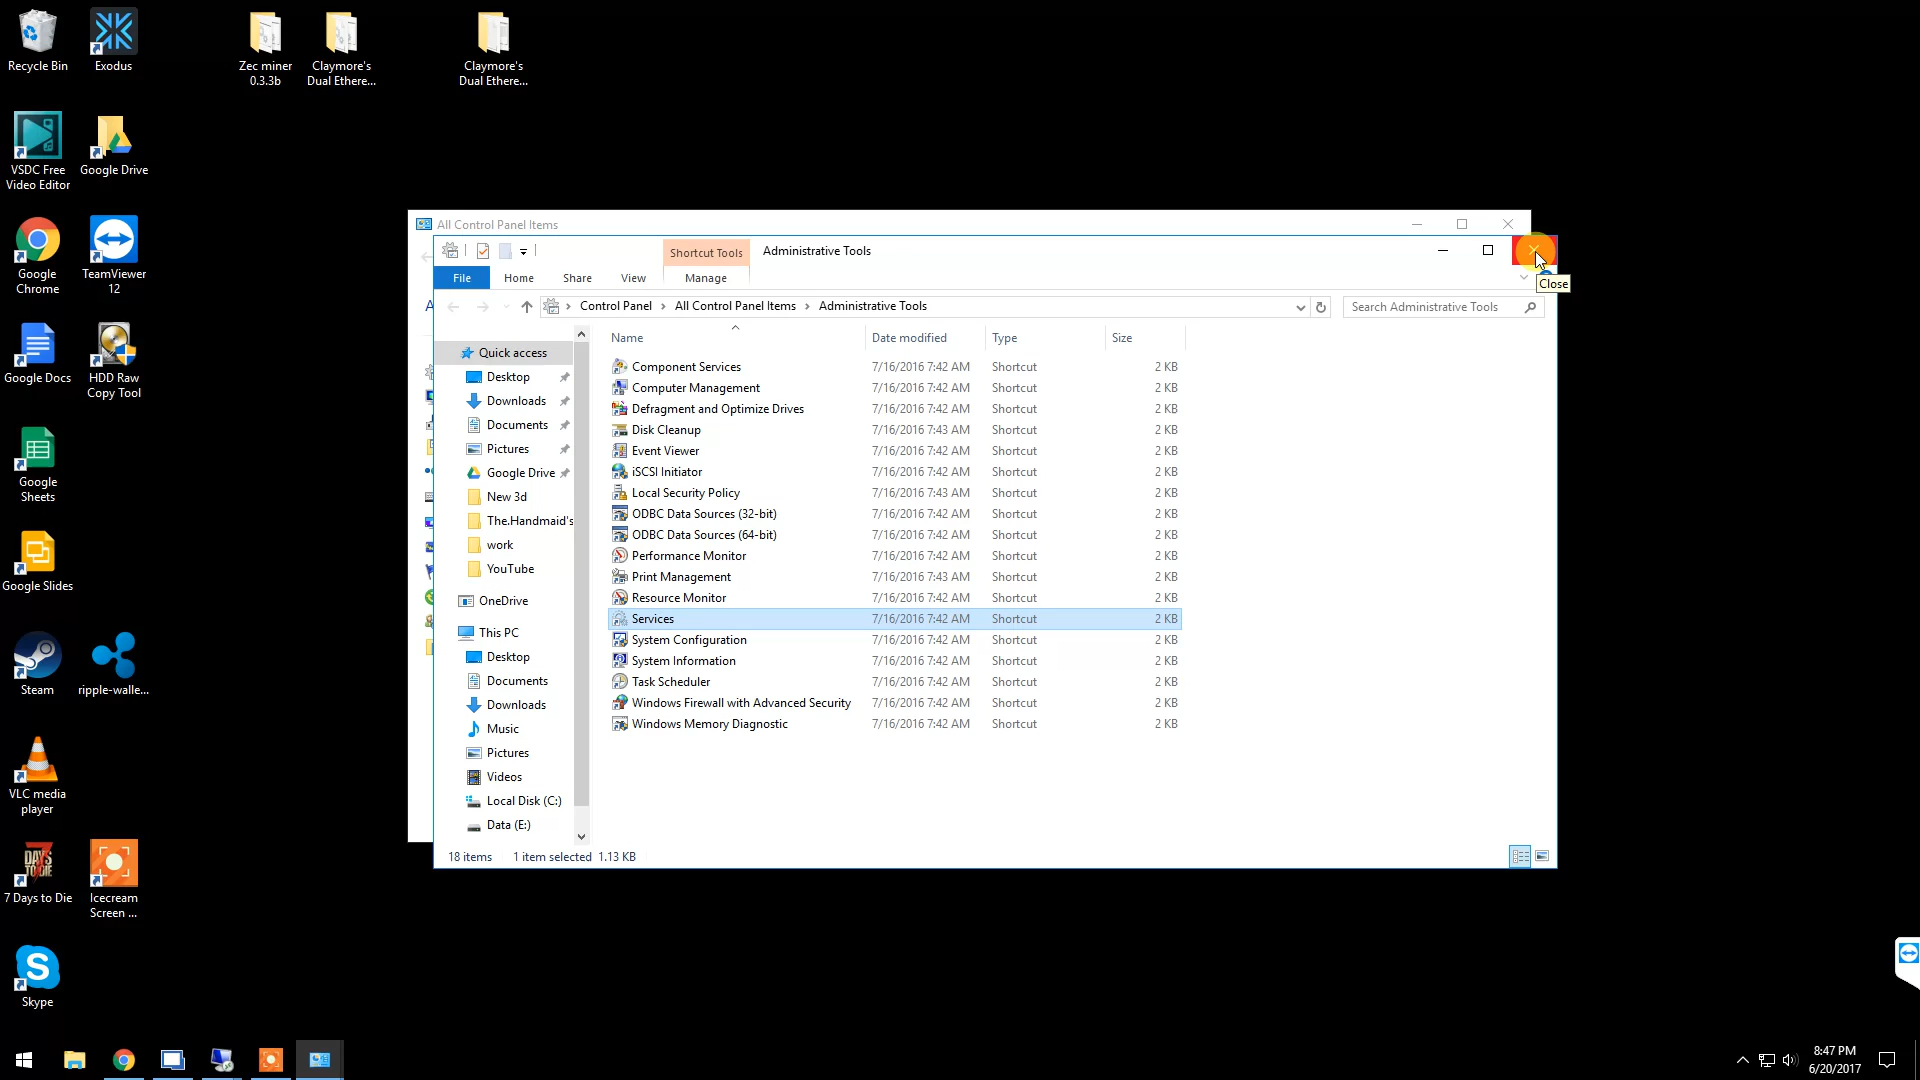 Recycle Bin
Exodus
Zec miner
0.3.3b
Claymore's
Dual Ethere...
Claymore's
Dual Ethere...
VSDC Free
Video Editor
Google Drive
Google
Chrome
TeamViewer
12
Google Docs
HDD Raw
Copy Tool
Google
Sheets
Google Slides
Steam
ripple-walle...
VLC media
player
7 Days to Die
Icecream
Screen ...
Skype
All Control Panel Items
Shortcut Tools
Administrative Tools
File
Home
Share
View
Manage
Close
Control Panel
All Control Panel Items
Administrative Tools
Search Administrative Tools
Quick access
Desktop
Downloads
Documents
Pictures
Google Drive
New 3d
The.Handmaid's
work
YouTube
OneDrive
This PC
Desktop
Documents
Downloads
Music
Pictures
Videos
Local Disk (C:)
Data (E:)
Name Date modified Type Size
Component Services 7/16/2016 7:42 AM Shortcut 2 KB
Computer Management 7/16/2016 7:42 AM Shortcut 2 KB
Defragment and Optimize Drives 7/16/2016 7:42 AM Shortcut 2 KB
Disk Cleanup 7/16/2016 7:43 AM Shortcut 2 KB
Event Viewer 7/16/2016 7:42 AM Shortcut 2 KB
iSCSI Initiator 7/16/2016 7:42 AM Shortcut 2 KB
Local Security Policy 7/16/2016 7:43 AM Shortcut 2 KB
ODBC Data Sources (32-bit) 7/16/2016 7:42 AM Shortcut 2 KB
ODBC Data Sources (64-bit) 7/16/2016 7:42 AM Shortcut 2 KB
Performance Monitor 7/16/2016 7:42 AM Shortcut 2 KB
Print Management 7/16/2016 7:43 AM Shortcut 2 KB
Resource Monitor 7/16/2016 7:42 AM Shortcut 2 KB
Services 7/16/2016 7:42 AM Shortcut 2 KB
System Configuration 7/16/2016 7:42 AM Shortcut 2 KB
System Information 7/16/2016 7:42 AM Shortcut 2 KB
Task Scheduler 7/16/2016 7:42 AM Shortcut 2 KB
Windows Firewall with Advanced Security 7/16/2016 7:42 AM Shortcut 2 KB
Windows Memory Diagnostic 7/16/2016 7:42 AM Shortcut 2 KB
18 items 1 item selected 1.13 KB
8:47 PM
6/20/2017